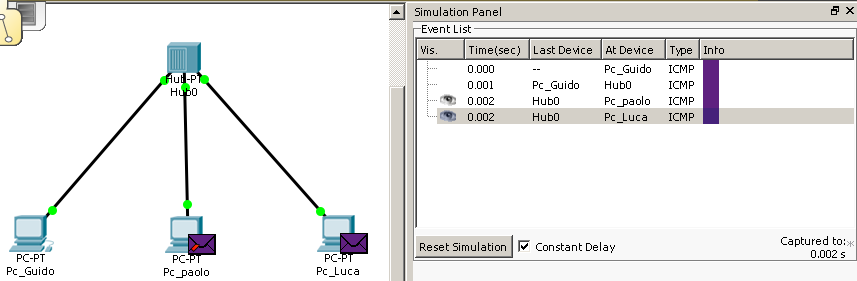 Hub-PT
Hub0
PC-PT
Pc_Guido
PC-PT
Pc_paolo
PC-PT
Pc_Luca
Simulation Panel
Event List
Vis. Time(sec) Last Device At Device Type Info
0.000 -- Pc_Guido ICMP
0.001 Pc_Guido Hub0 ICMP
0.002 Hub0 Pc_paolo ICMP
0.002 Hub0 Pc_Luca ICMP
Reset Simulation Constant Delay Captured to: *
0.002 s